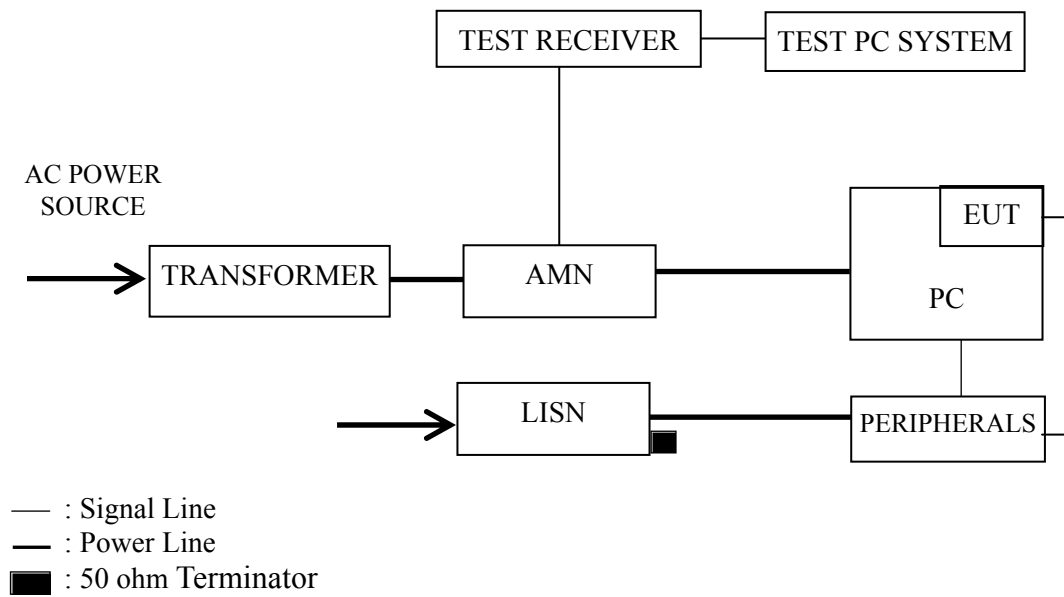 TEST RECEIVER
TEST PC SYSTEM
AC POWER
SOURCE
EUT
TRANSFORMER
AMN
PC
LISN
PERIPHERALS
: Signal Line
: Power Line
: 50 ohm Terminator